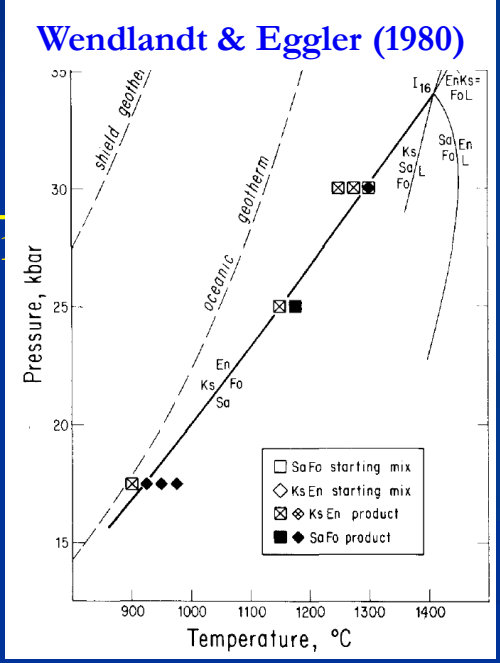 Wendlandt & Eggler (1980)
35
30
25
20
15
Pressure, kbar
shield geother
oceanic geotherm
I16
EnKs=
FoL
Ks
Sa
Fo
L
Sa
Fo
En
L
En
Ks
Fo
Sa
□ SaFo starting mix
◇ KsEn starting mix
KsEn product
■ ◆ SaFo product
900 1000 1100 1200 1300 1400
Temperature, °C